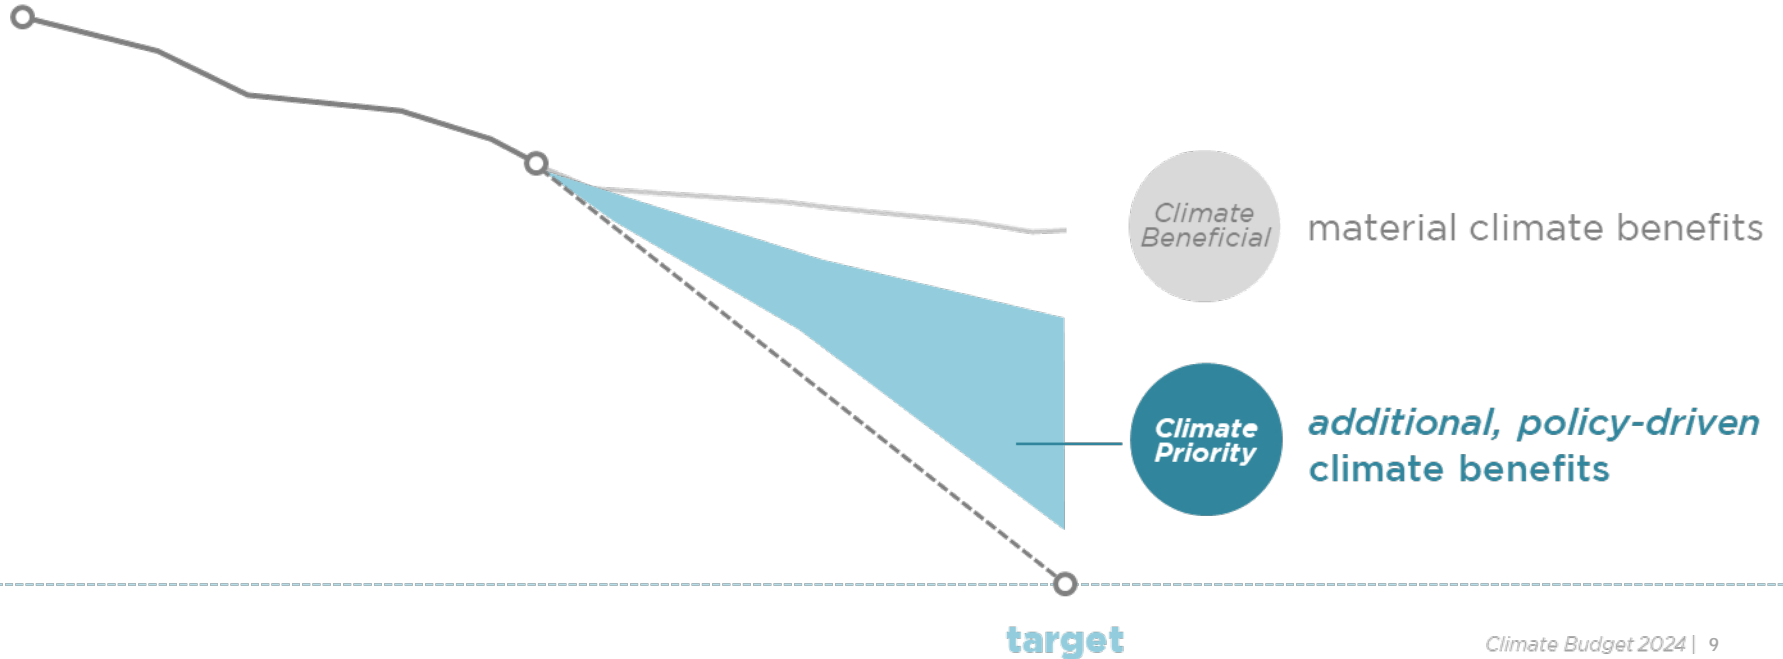 Climate
Beneficial
material climate benefits
Climate
Priority
additional, policy-driven
climate benefits
target
Climate Budget 2024 | 9